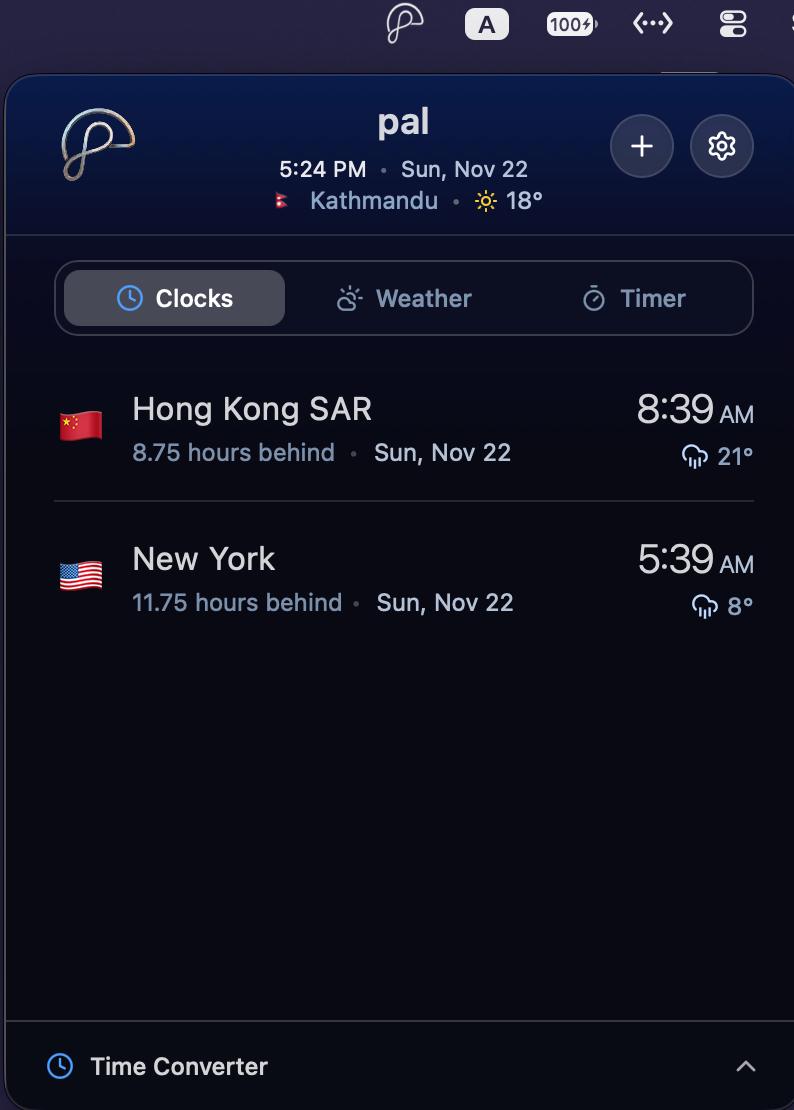 A
100
pal
5:24 PM • Sun, Nov 22
Kathmandu • 18°
Clocks
Weather
Timer
Hong Kong SAR
8:39 AM
8.75 hours behind • Sun, Nov 22
21°
New York
5:39 AM
11.75 hours behind • Sun, Nov 22
8°
Time Converter